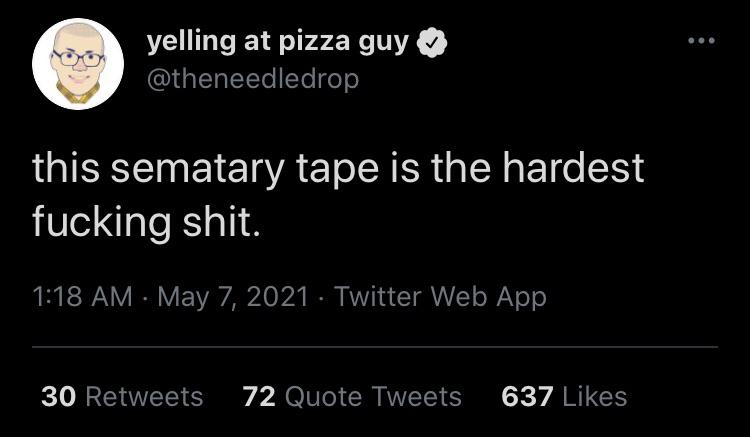 yelling at pizza guy
@theneedledrop
this sematary tape is the hardest
fucking shit.
1:18 AM · May 7, 2021 · Twitter Web App
30 Retweets 72 Quote Tweets 637 Likes